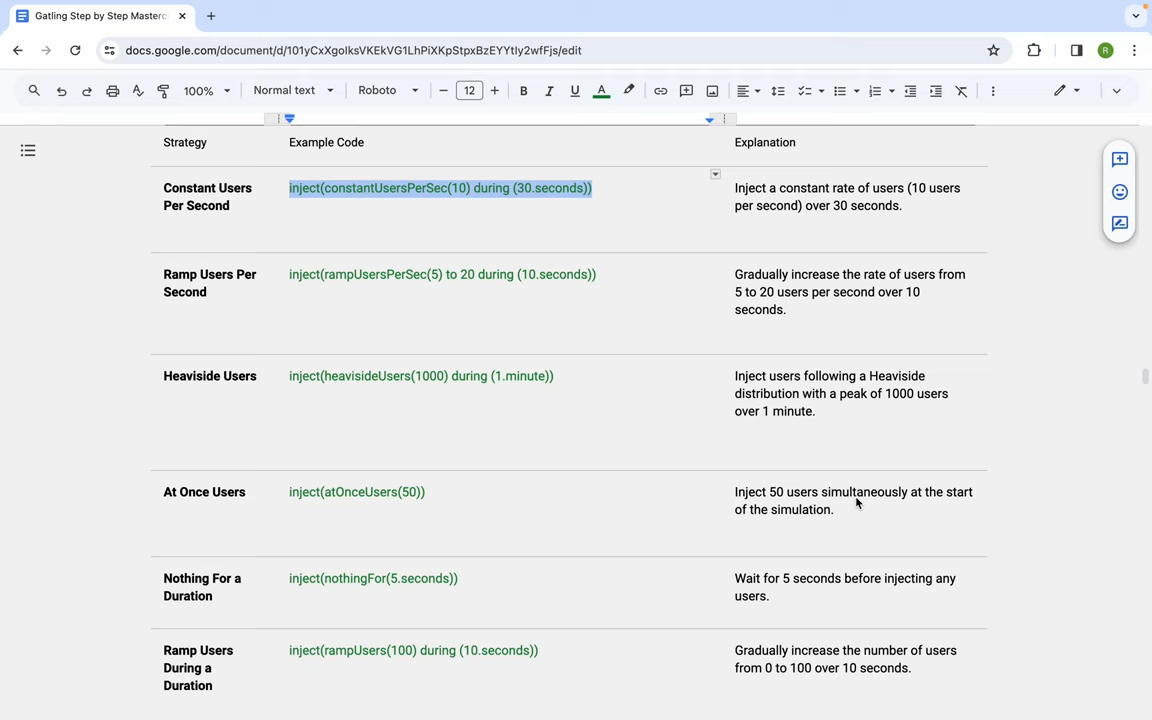 Gatling Step by Step Masterc
docs.google.com/document/d/101yCxXgoIksVKEkVG1LhPiXKpStpxBzEYYtIy2wfFjs/edit
R
100%
Normal text
Roboto
12
B I U A
Strategy Example Code Explanation
Constant Users Per Second
inject(constantUsersPerSec(10) during (30.seconds))
Inject a constant rate of users (10 users
per second) over 30 seconds.
Ramp Users Per
Second
inject(rampUsersPerSec(5) to 20 during (10.seconds))
Gradually increase the rate of users from
5 to 20 users per second over 10
seconds.
Heaviside Users
inject(heavisideUsers(1000) during (1.minute))
Inject users following a Heaviside
distribution with a peak of 1000 users
over 1 minute.
At Once Users
inject(atOnceUsers(50))
Inject 50 users simultaneously at the start
of the simulation.
Nothing For a
Duration
inject(nothingFor(5.seconds))
Wait for 5 seconds before injecting any
users.
Ramp Users
During a
Duration
inject(rampUsers(100) during (10.seconds))
Gradually increase the number of users
from 0 to 100 over 10 seconds.